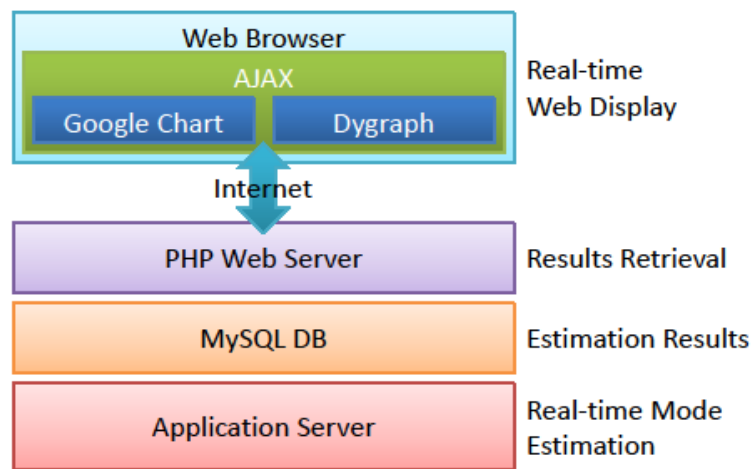 Web Browser
AJAX
Google Chart
Dygraph
Real-time
Web Display
Internet
PHP Web Server
Results Retrieval
MySQL DB
Estimation Results
Application Server
Real-time Mode
Estimation